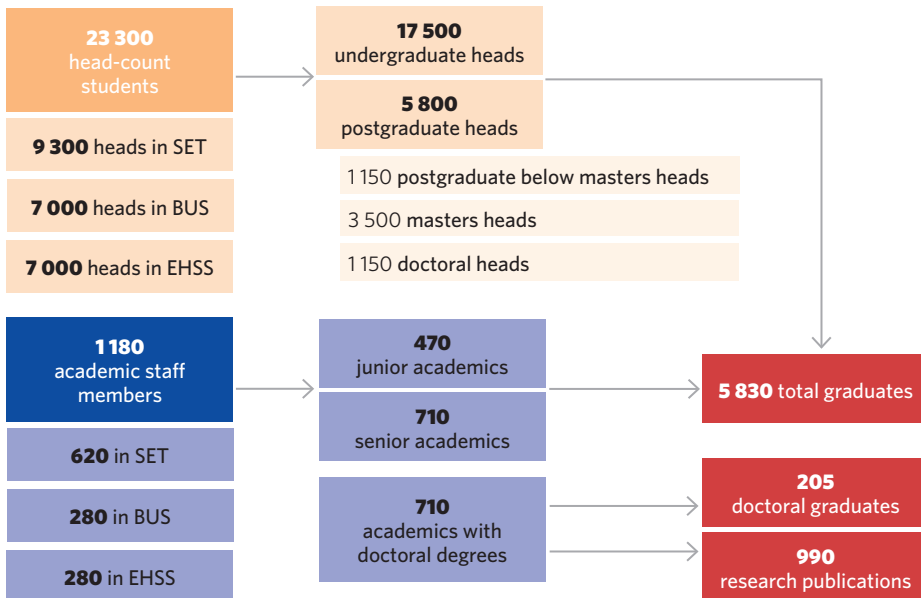 23 300
head-count
students
9 300 heads in SET
7 000 heads in BUS
7 000 heads in EHSS
17 500
undergraduate heads
5 800
postgraduate heads
1 150 postgraduate below masters heads
3 500 masters heads
1 150 doctoral heads
1 180
academic staff
members
620 in SET
280 in BUS
280 in EHSS
470
junior academics
710
senior academics
710
academics with
doctoral degrees
5 830 total graduates
205
doctoral graduates
990
research publications